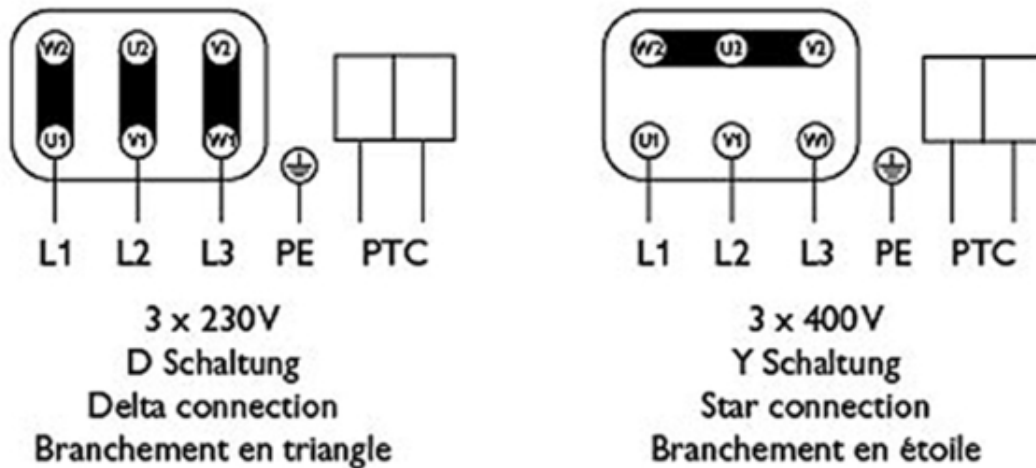 W2 U2 V2
U1 V1 W1
L1 L2 L3 PE PTC
3 x 230V
D Schaltung
Delta connection
Branchement en triangle
W2 U2 V2
U1 V1 W1
L1 L2 L3 PE PTC
3 x 400V
Y Schaltung
Star connection
Branchement en étoile